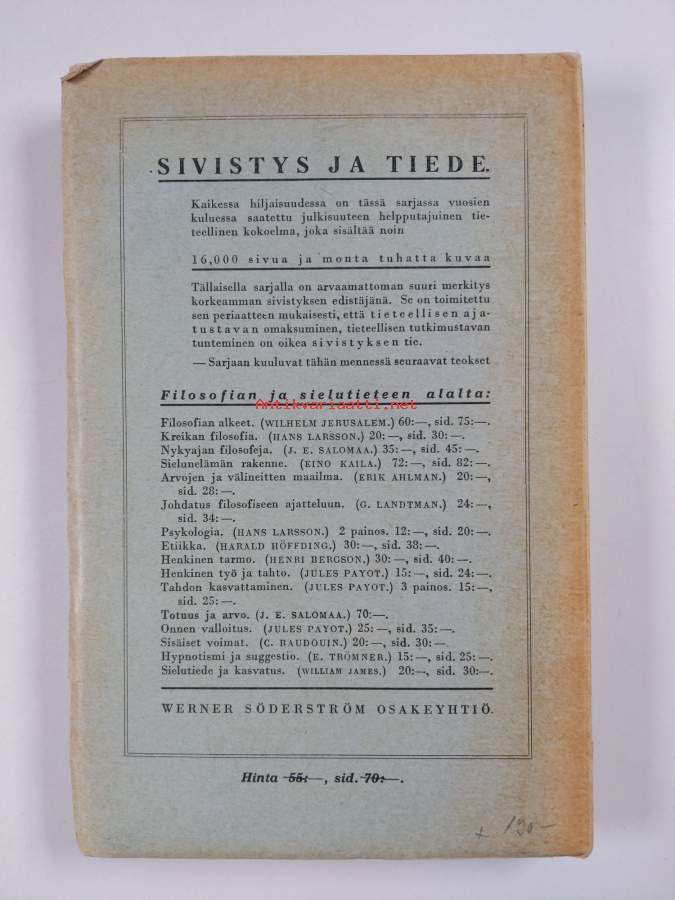 SIVISTYS JA TIEDE.
Kaikessa hiljaisuudessa on tässä sarjassa vuosien
kuluessa saatettu julkisuuteen helpputajuinen tie-
teellinen kokoelma, joka sisältää noin
16,000 sivua ja monta tuhatta kuvaa
Tällaisella sarjalla on arvaamattoman suuri merkitys
korkeamman sivistyksen edistäjänä. Se on toimitettu
sen periaatteen mukaisesti, että tieteellisen aja-
tustavan omaksuminen, tieteellisen tutkimustavan
tunteminen on oikea sivistyksen tie.
— Sarjaan kuuluvat tähän mennessä seuraavat teokset
Filosofian ja sielutieteen alalta:
Antikvariaatti.net
Filosofian alkeet. (WILHELM JERUSALEM.) 60:—, sid. 75:—.
Kreikan filosofia. (HANS LARSSON.) 20: —, sid. 30: —.
Nykyajan filosofeja. (J. E. SALOMAA.) 35: —, sid. 45: —.
Sielunelämän rakenne. (EINO KAILA.) 72: —, sid. 82: —.
Arvojen ja välineitten maailma. (ERIK AHLMAN.) 20: —,
sid. 28: —.
Johdatus filosofiseen ajatteluun. (G. LANDTMAN.) 24: —,
sid. 34: —.
Psykologia. (HANS LARSSON.) 2 painos. 12: —, sid. 20: —.
Etiikka. (HARALD HÖFFDING.) 30: —, sid. 38: —.
Henkinen tarmo. (HENRI BERGSON.) 30: —, sid. 40: —.
Henkinen työ ja tahto. (JULES PAYOT.) 15: —, sid. 24: —.
Tahdon kasvattaminen. (JULES PAYOT.) 3 painos. 15: —,
sid. 25: —.
Totuus ja arvo. (J. E. SALOMAA.) 70: —.
Onnen valloitus. (JULES PAYOT.) 25: —, sid. 35: —.
Sisäiset voimat. (C. BAUDOUIN.) 20: —, sid. 30: —
Hypnotismi ja suggestio. (E. TRÖMNER.) 15: —, sid. 25: —.
Sielutiede ja kasvatus. (WILLIAM JAMES.) 20: —, sid. 30: —.
WERNER SÖDERSTRÖM OSAKEYHTIÖ.
Hinta 55: —, sid. 70: —.
x 190—